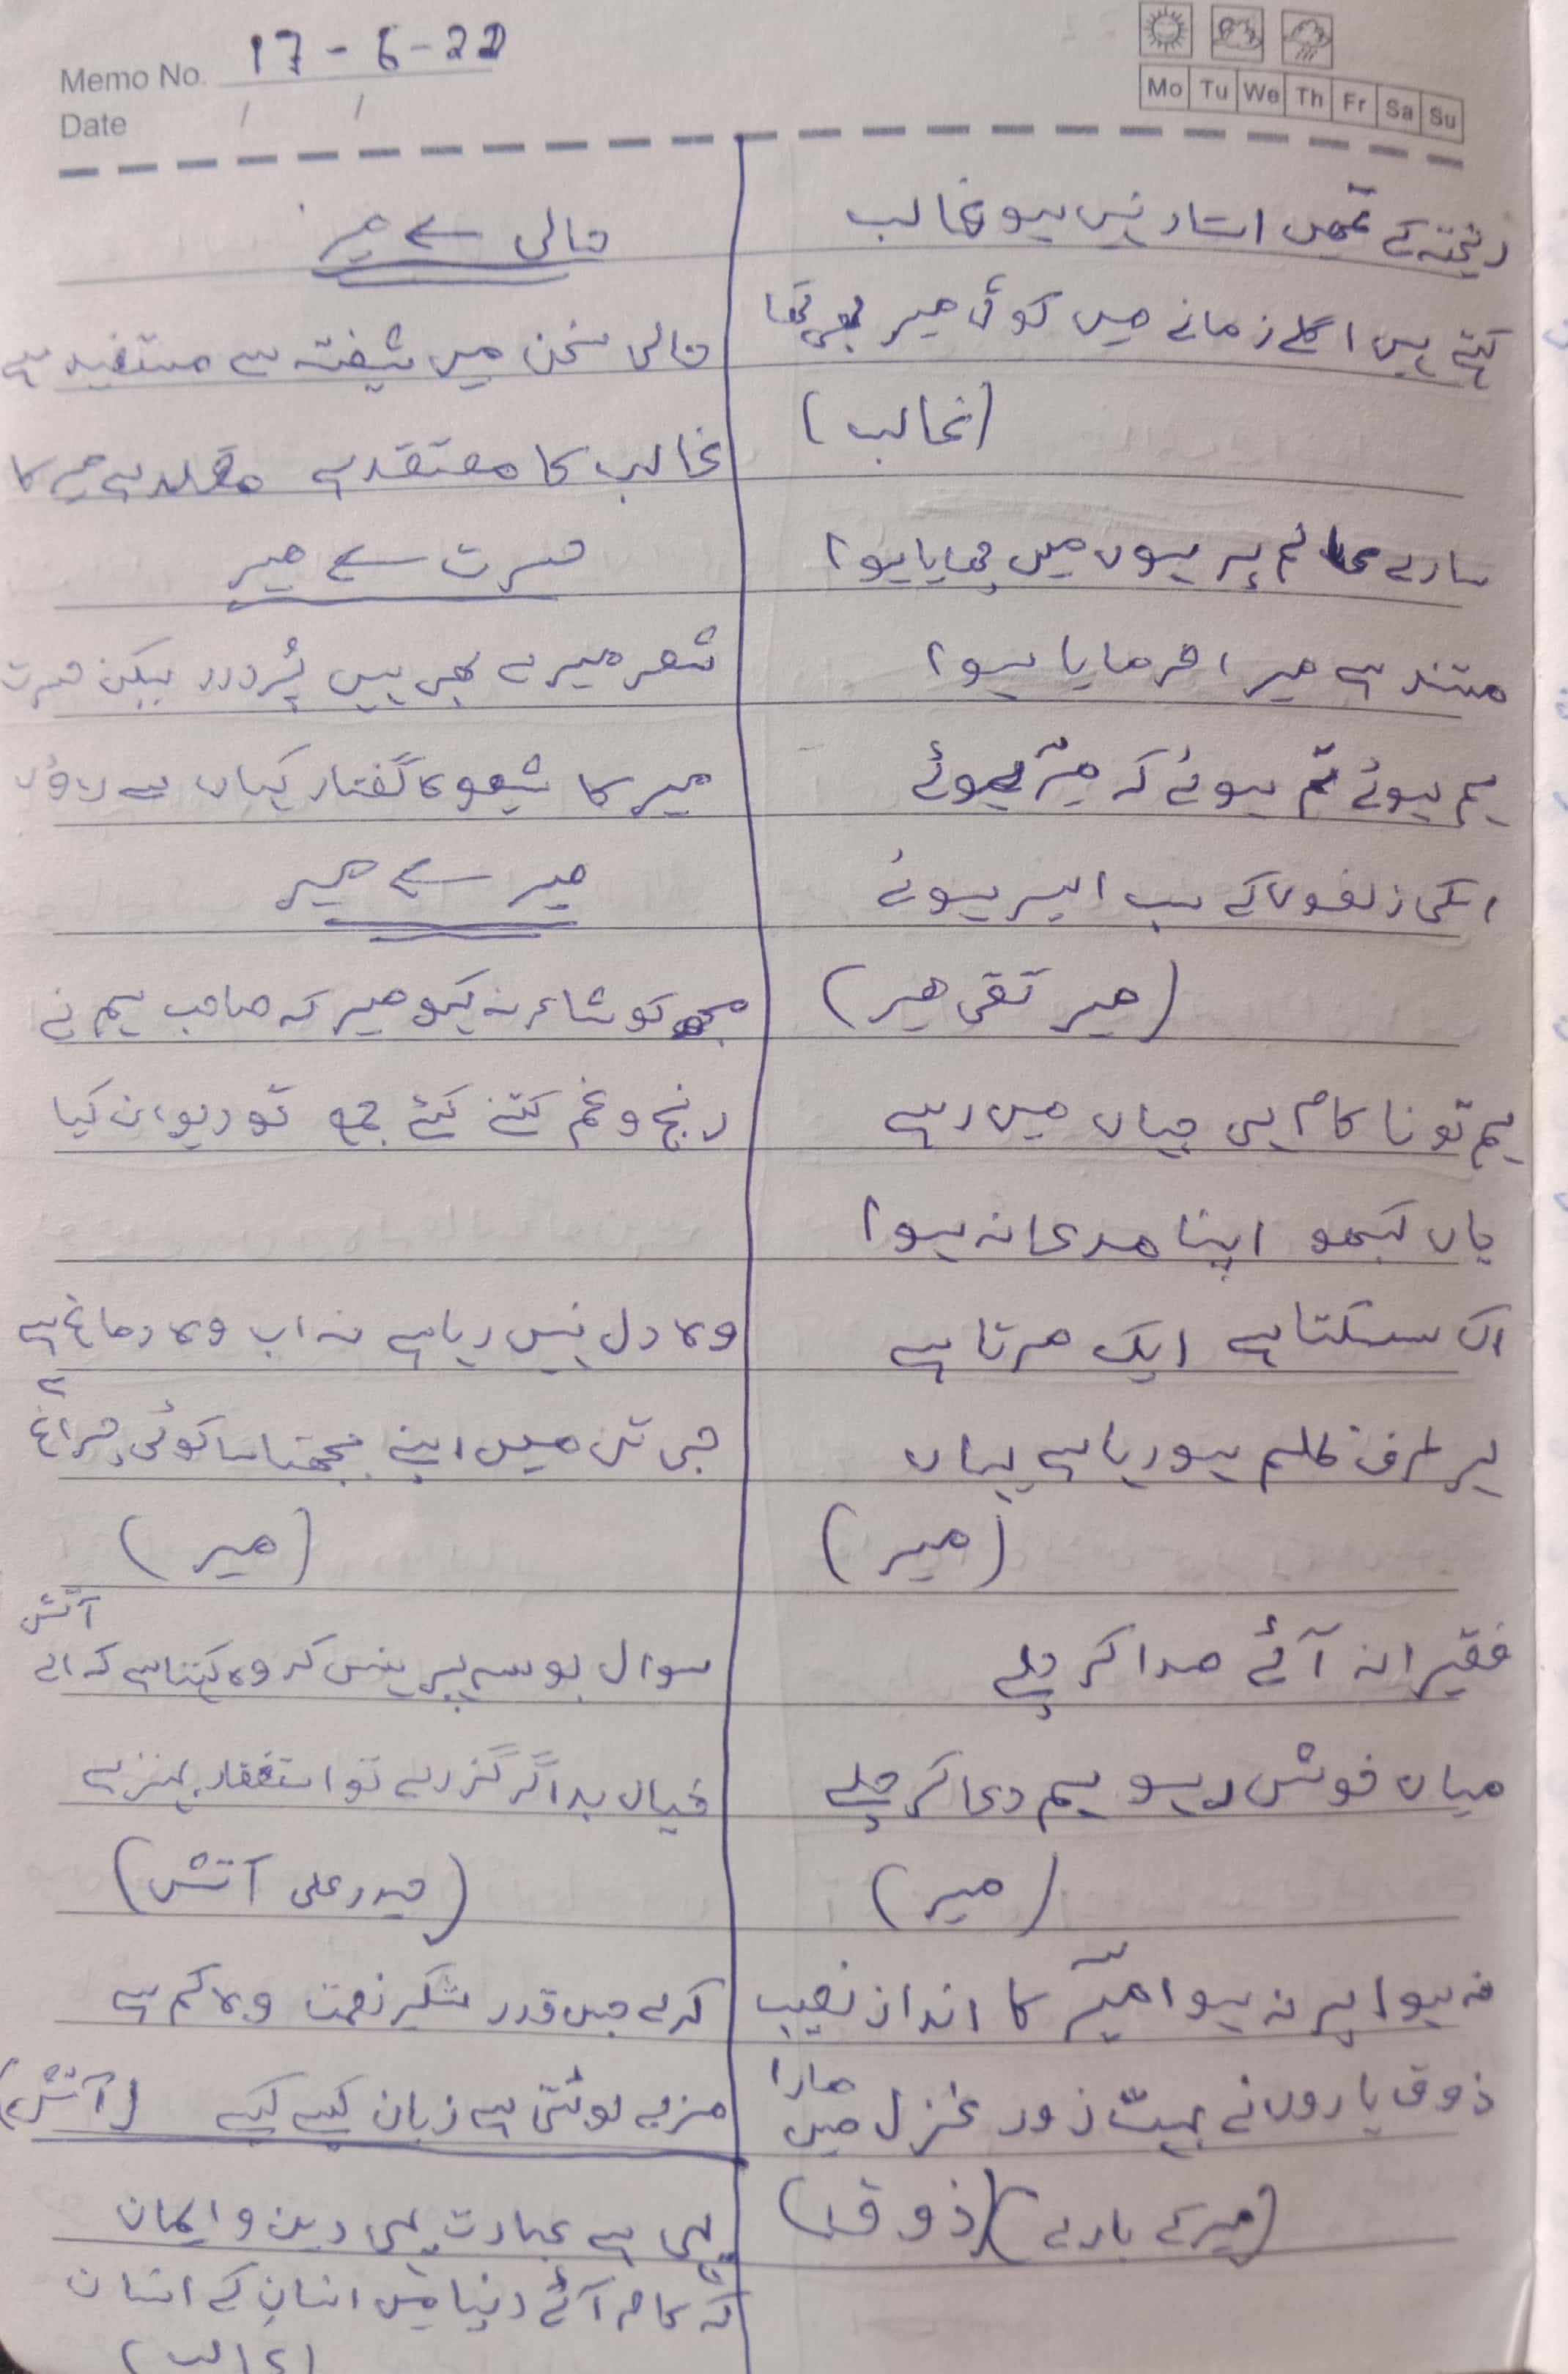 Memo No. 17-6-22
Date / /
Mo Tu We Th Fr Sa Su
ریختہ کے تمھیں استاد نہیں ہو غالب
کہتے ہیں اگلے زمانے میں کوئی میر بھی تھا
(غالب)
سارے عالم پر ہوں میں چھایا ہوا
مستند ہے میرا فرمایا ہوا
ہم ہوئے تم ہوئے کہ میر ہوئے
اسکی زلفوں کے سب اسیر ہوئے
(میر تقی میر)
ہم تو ناکام ہی جہاں میں رہے
یاں کبھو اپنا مدعا نہ ہوا
اک سسکتا ہے ایک مرتا ہے
ہر طرف ظلم ہو رہا ہے یہاں
(میر)
فقیرانہ آئے صدا کر چلے
میاں خوش رہو ہم دعا کر چلے
(میر)
نہ ہوا پر نہ ہوا میر کا انداز نصیب
ذوق یاروں نے بہت زور غزل میں مارا
(میر کے بارے) (ذوق)
حالی سے میر
حالی سخن میں شیفتہ سے مستفید ہے
غالب کا معتقد ہے مقلد ہے میر کا
حسرت سے میر
شعر میرے بھی ہیں پُر درد لیکن حسرت
میر کا شیوہ گفتار کہاں سے لاؤں
میر سے میر
مجھ کو شاعر نہ کہو میر کہ صاحب ہم نے
رنج و غم کتنے کئے جمع تو دیوان کیا
وہ دل نہیں رہا ہے نہ اب وہ دماغ ہے
جی تن میں اپنے بجھتا سا کوئی چراغ ہے
(میر)
سوال بوسہ پر ہنس کر وہ کہتا ہے کہ اے آتش
خیال بد اگر گزرے تو استغفار بہتر ہے
(حیدر علی آتش)
کرے جس قدر شکر نعمت وہ کم ہے
مزے لوٹتی ہے زبان کیسے کیسے (آتش)
یہی ہے عبادت یہی دین و ایمان
کہ کام آئے دنیا میں انسان کے انسان